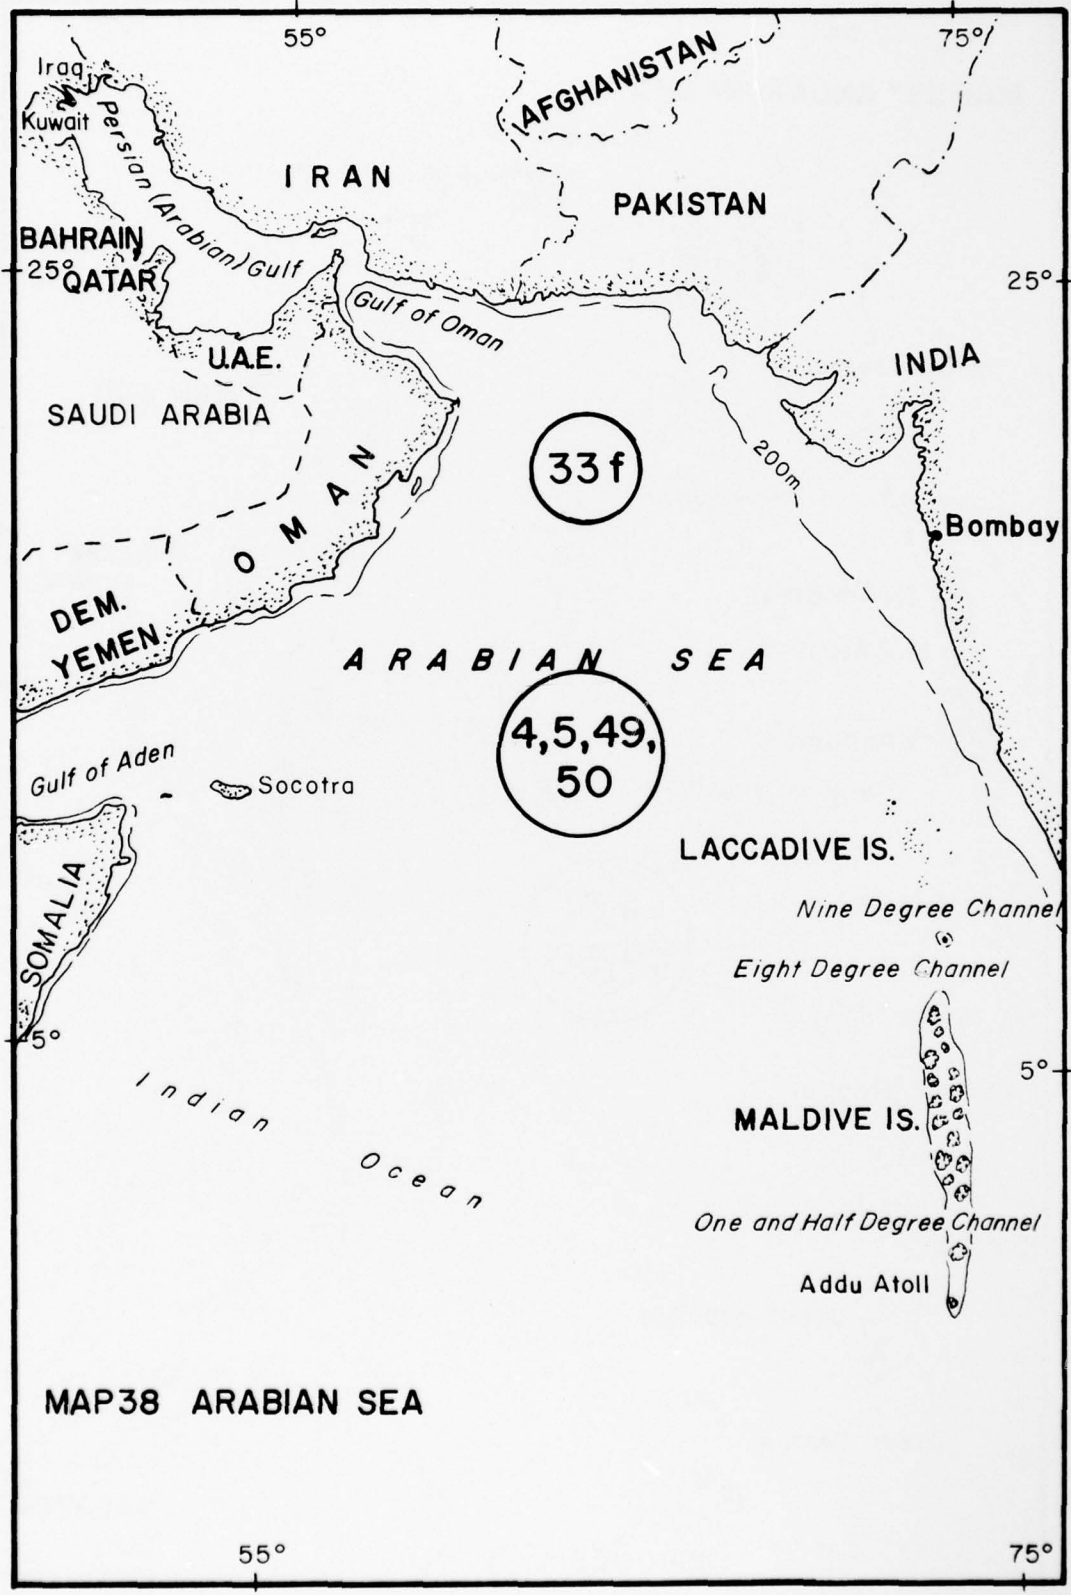 55°
75°
Iraq
Kuwait
AFGHANISTAN
Persian (Arabian) Gulf
IRAN
PAKISTAN
BAHRAIN
25°
QATAR
25°
Gulf of Oman
U.A.E.
INDIA
SAUDI ARABIA
33f
200m
OMAN
Bombay
DEM.
YEMEN
ARABIAN SEA
4,5,49,
50
Gulf of Aden
Socotra
LACCADIVE IS.
SOMALIA
Nine Degree Channel
Eight Degree Channel
5°
5°
Indian
Ocean
MALDIVE IS.
One and Half Degree Channel
Addu Atoll
MAP38 ARABIAN SEA
55°
75°